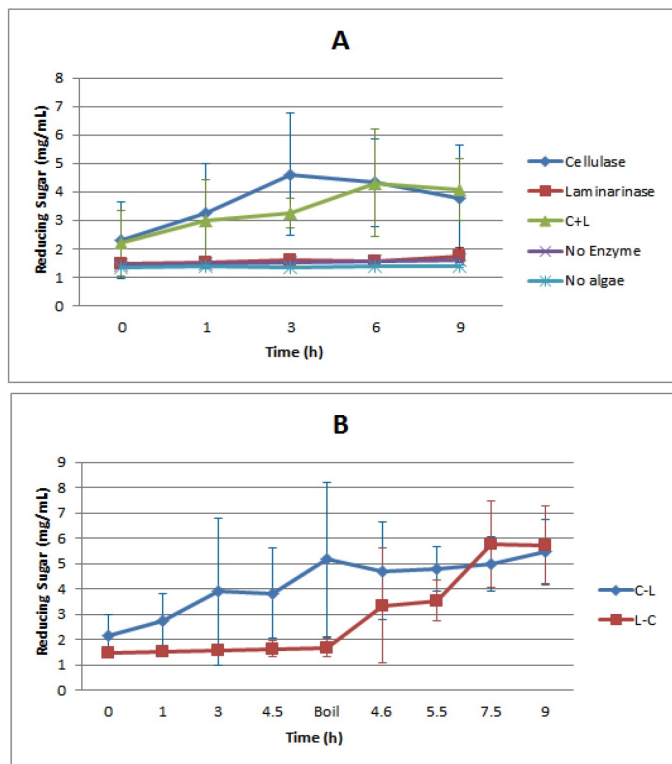 A
Reducing Sugar (mg/mL)
8
7
6
5
4
3
2
1
0
0 1 3 6 9
Time (h)
Cellulase
Laminarinase
C+L
No Enzyme
No algae
B
Reducing Sugar (mg/mL)
9
8
7
6
5
4
3
2
1
0
0 1 3 4.5 Boil 4.6 5.5 7.5 9
Time (h)
C-L
L-C